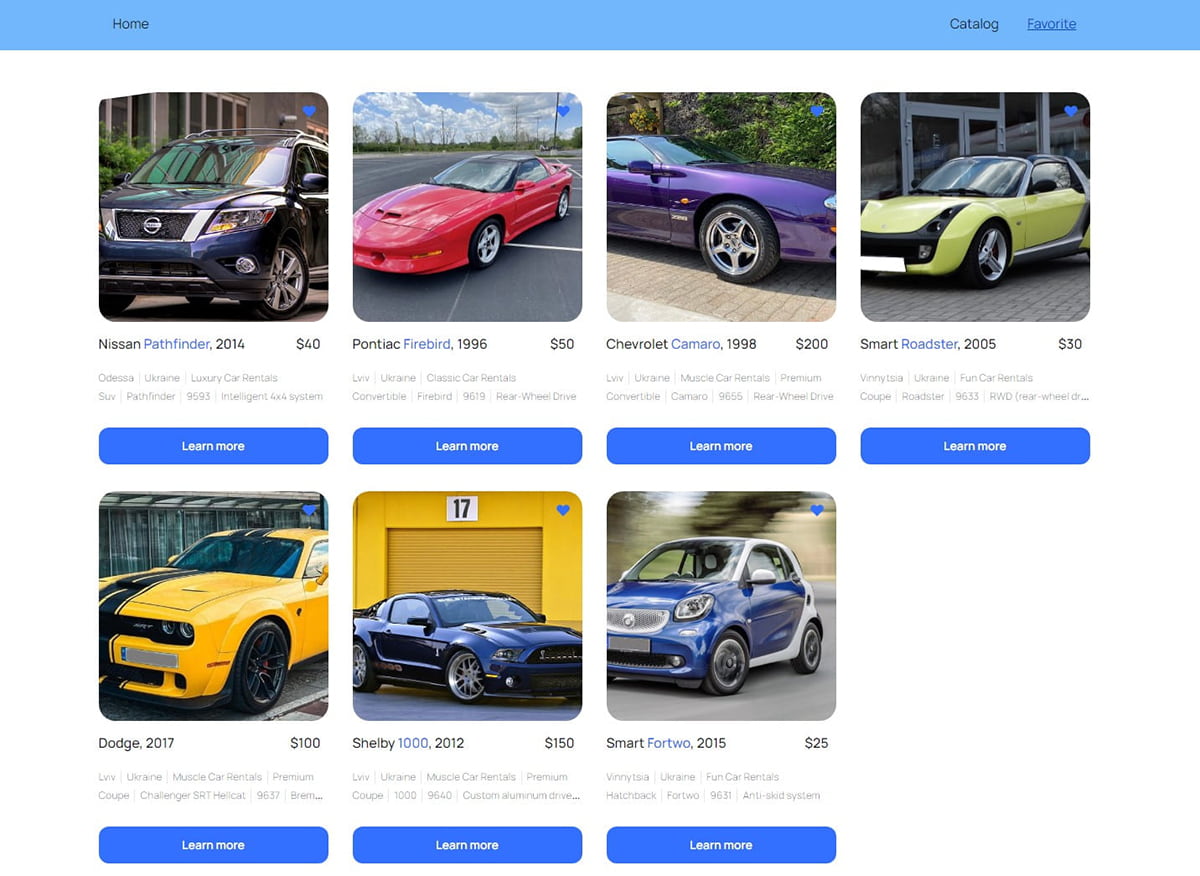 Home
Catalog
Favorite
Nissan Pathfinder, 2014 $40
Odessa | Ukraine | Luxury Car Rentals
Suv | Pathfinder | 9593 | Intelligent 4x4 system
Learn more
Pontiac Firebird, 1996 $50
Lviv | Ukraine | Classic Car Rentals
Convertible | Firebird | 9619 | Rear-Wheel Drive
Learn more
Z28
Chevrolet Camaro, 1998 $200
Lviv | Ukraine | Muscle Car Rentals | Premium
Convertible | Camaro | 9655 | Rear-Wheel Drive
Learn more
Smart Roadster, 2005 $30
Vinnytsia | Ukraine | Fun Car Rentals
Coupe | Roadster | 9633 | RWD (rear-wheel dr...
Learn more
Dodge, 2017 $100
Lviv | Ukraine | Muscle Car Rentals | Premium
Coupe | Challenger SRT Hellcat | 9637 | Brem...
Learn more
17
Shelby 1000, 2012 $150
Lviv | Ukraine | Muscle Car Rentals | Premium
Coupe | 1000 | 9640 | Custom aluminum drive...
Learn more
Smart Fortwo, 2015 $25
Vinnytsia | Ukraine | Fun Car Rentals
Hatchback | Fortwo | 9631 | Anti-skid system
Learn more